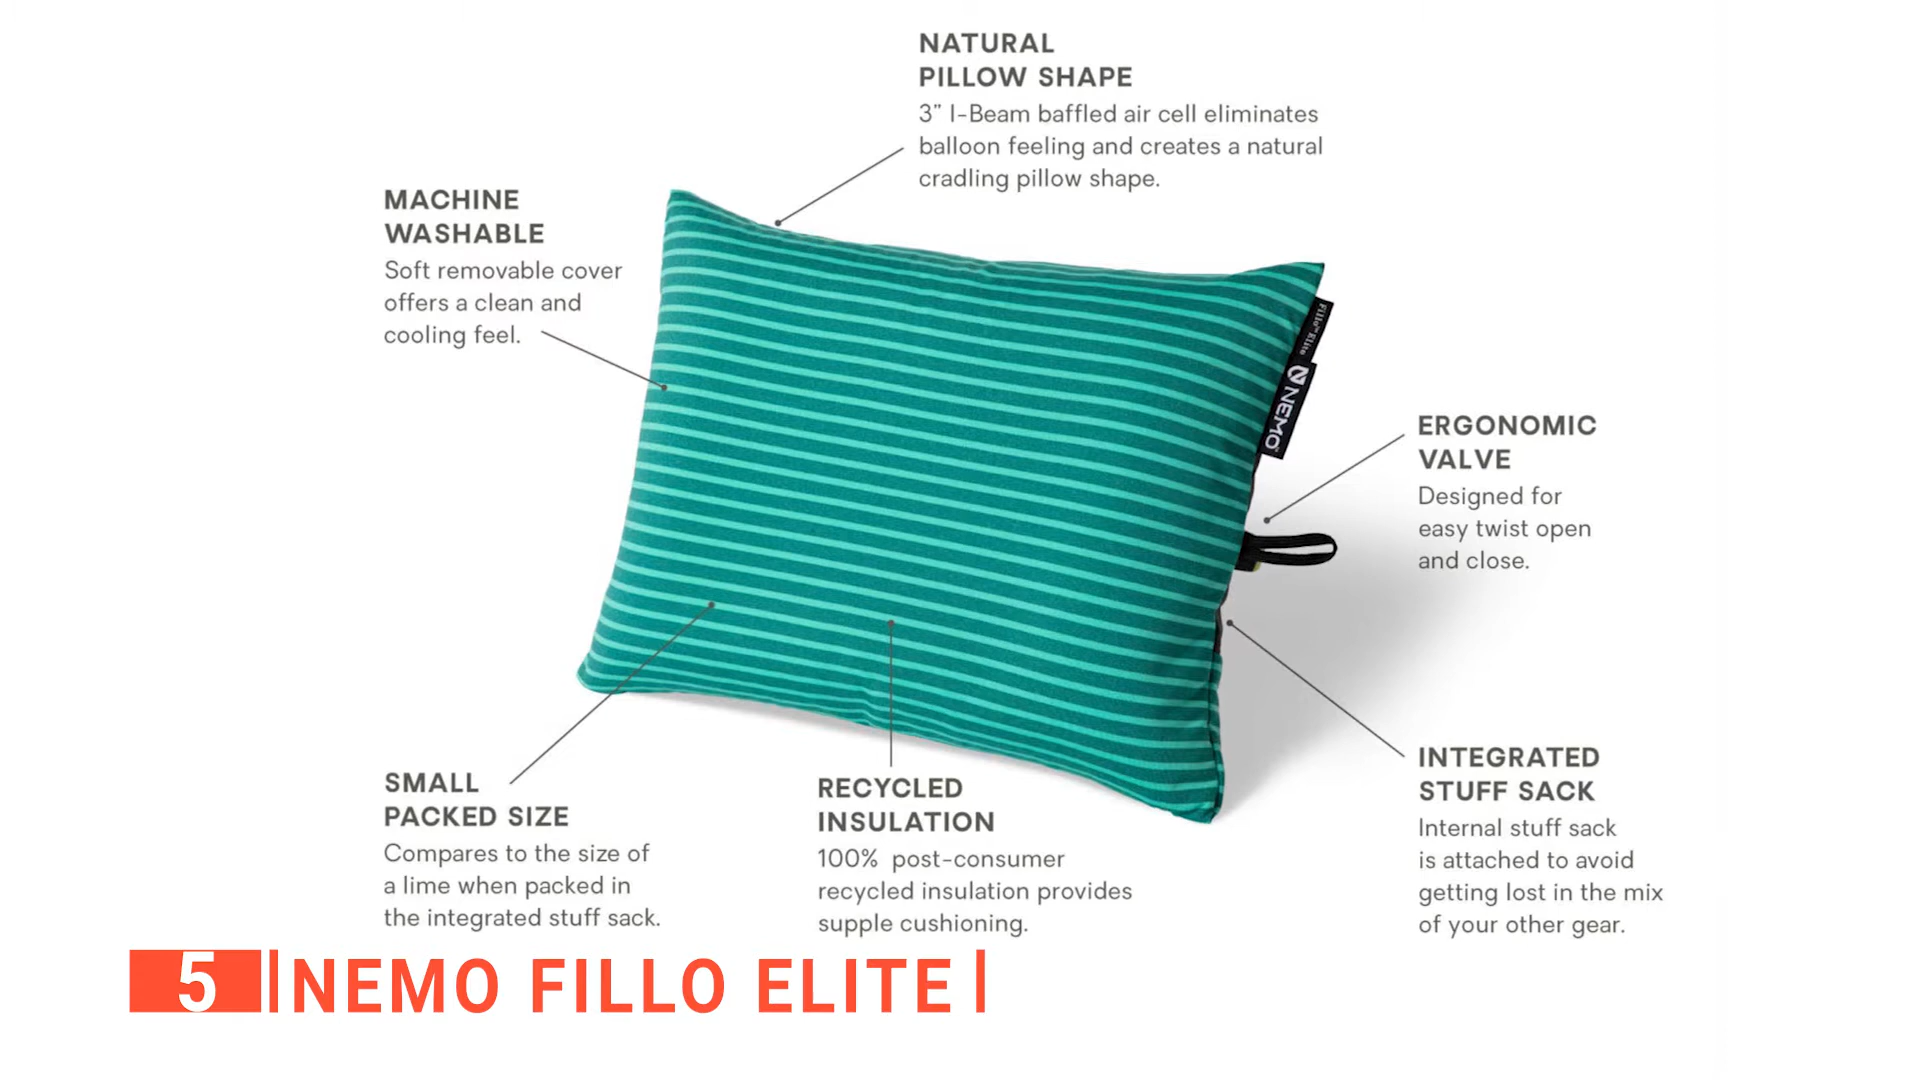 NATURAL
PILLOW SHAPE
3” I-Beam baffled air cell eliminates
balloon feeling and creates a natural
cradling pillow shape.
MACHINE
WASHABLE
Soft removable cover
offers a clean and
cooling feel.
Fillo™ Elite
NEMO
ERGONOMIC
VALVE
Designed for
easy twist open
and close.
SMALL
PACKED SIZE
Compares to the size of
a lime when packed in
the integrated stuff sack.
RECYCLED
INSULATION
100% post-consumer
recycled insulation provides
supple cushioning.
INTEGRATED
STUFF SACK
Internal stuff sack
is attached to avoid
getting lost in the mix
of your other gear.
5 NEMO FILLO ELITE